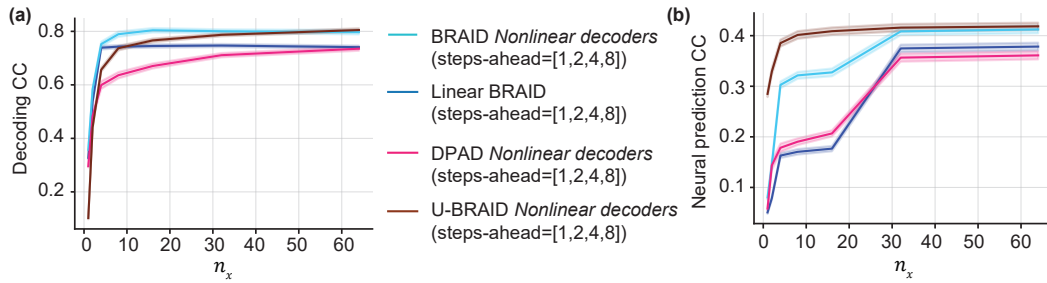 (a)
Decoding CC
0.8
0.6
0.4
0.2
0 10 20 30 40 50 60
n_x
BRAID Nonlinear decoders
(steps-ahead=[1,2,4,8])
Linear BRAID
(steps-ahead=[1,2,4,8])
DPAD Nonlinear decoders
(steps-ahead=[1,2,4,8])
U-BRAID Nonlinear decoders
(steps-ahead=[1,2,4,8])
(b)
Neural prediction CC
0.4
0.3
0.2
0.1
0 10 20 30 40 50 60
n_x